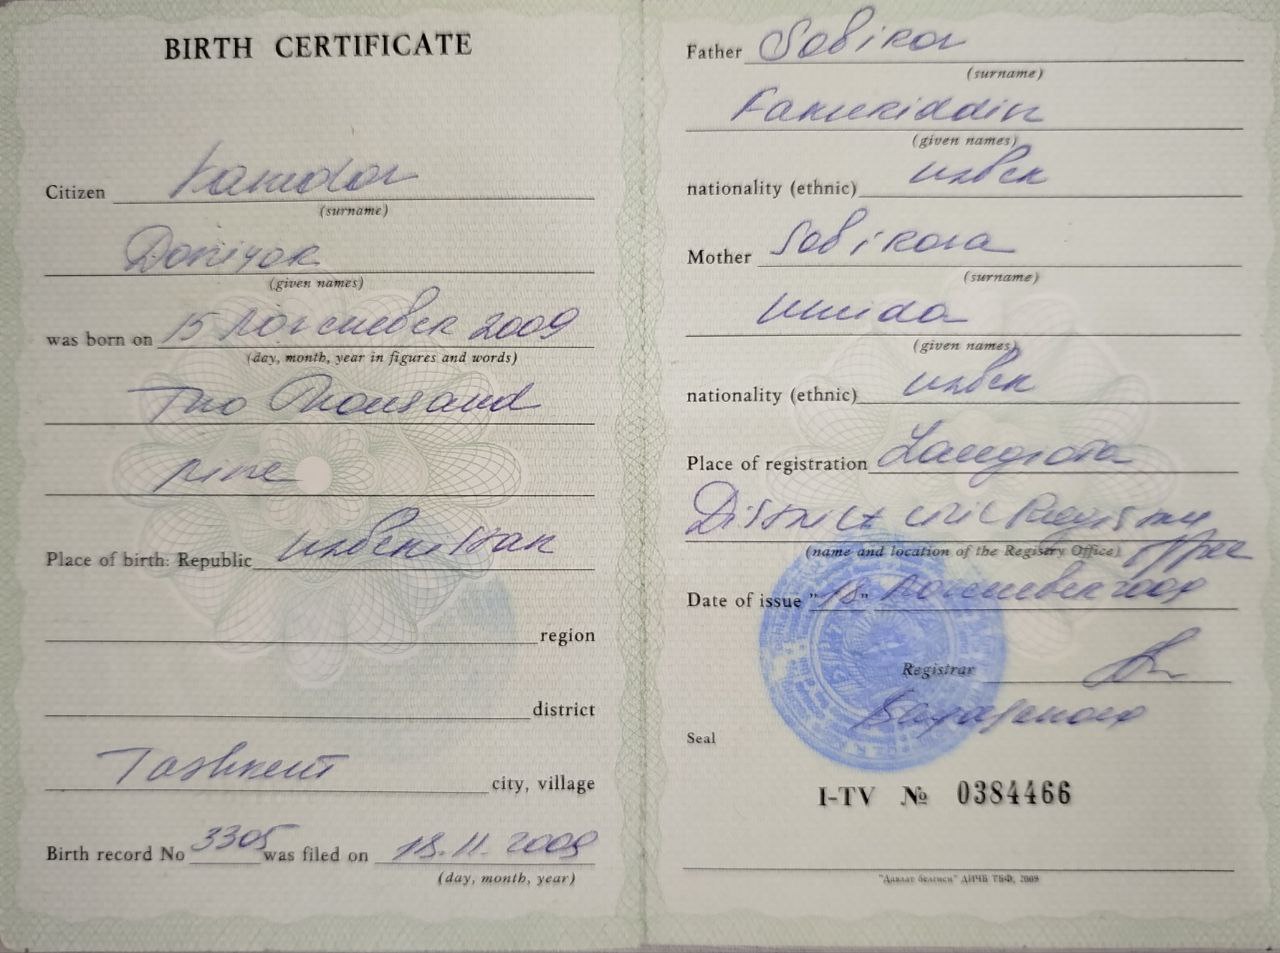 BIRTH CERTIFICATE
Citizen
(surname)
Doniyor
(given names)
was born on 15 November 2009
(day, month, year in figures and words)
Two Thousand
nine
Place of birth: Republic Uzbekistan
region
district
Tashkent city, village
Birth record No 3305 was filed on 18.11.2009
(day, month, year)
Father Sobirov
(surname)
(given names)
nationality (ethnic) uzbek
Mother Sobirova
(surname)
Umida
(given names)
nationality (ethnic) uzbek
Place of registration Zangiota
District civil Registry
(name and location of the Registry Office) office
Date of issue "18" November 2009
Registrar
Seal
I-TV № 0384466
"Давлат белгиси" ДИЧБ ТБФ, 2009